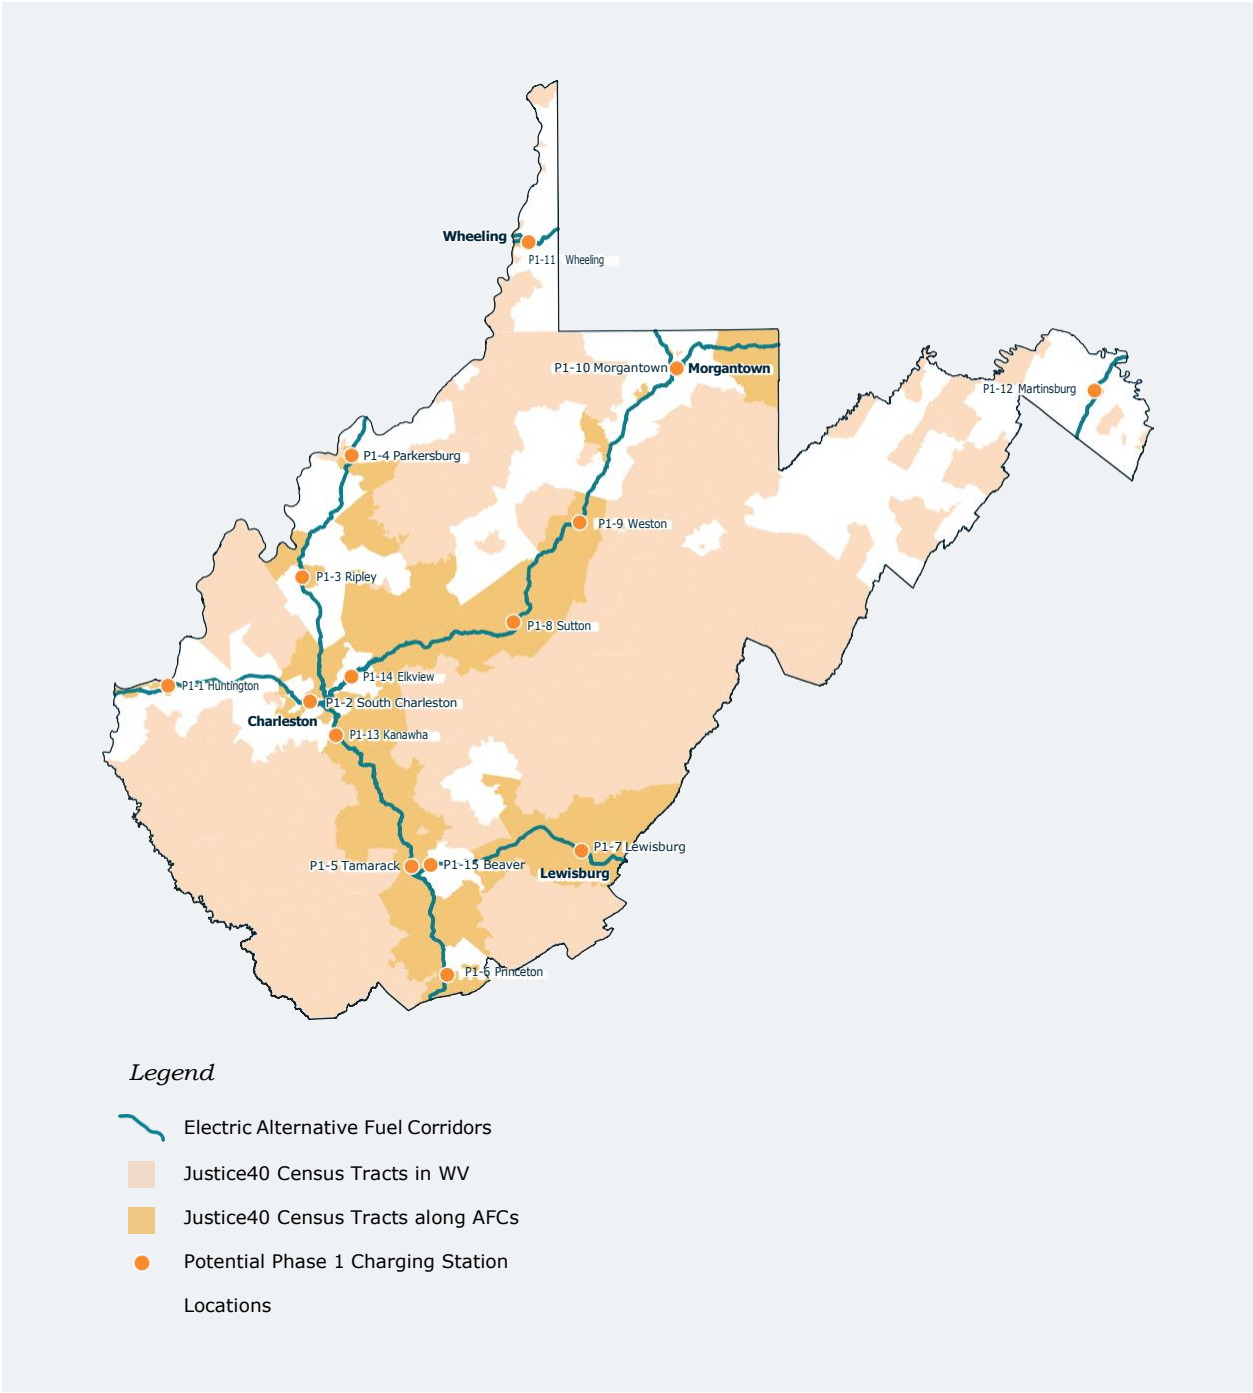 Wheeling
P1-11 Wheeling
P1-10 Morgantown
Morgantown
P1-12 Martinsburg
P1-4 Parkersburg
P1-9 Weston
P1-3 Ripley
P1-8 Sutton
P1-14 Elkview
P1-1 Huntington
P1-2 South Charleston
Charleston
P1-13 Kanawha
P1-7 Lewisburg
P1-5 Tamarack
P1-15 Beaver
Lewisburg
P1-6 Princeton
Legend
Electric Alternative Fuel Corridors
Justice40 Census Tracts in WV
Justice40 Census Tracts along AFCs
Potential Phase 1 Charging Station
Locations